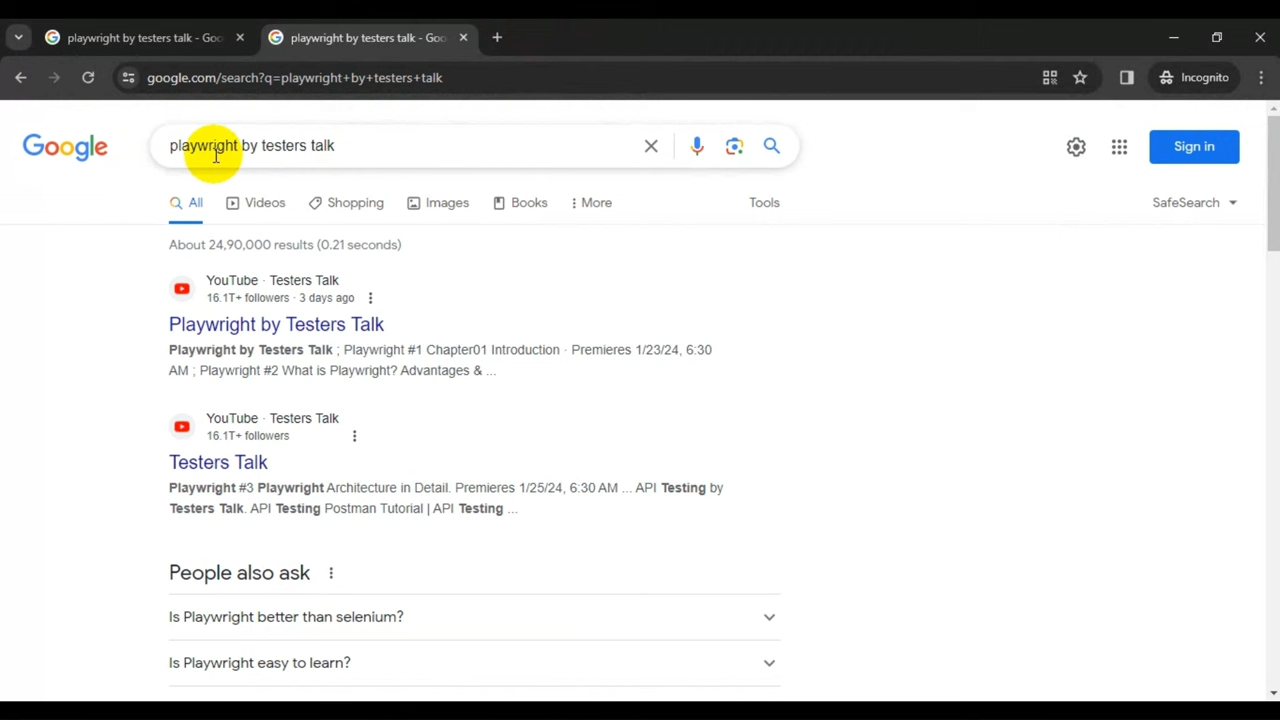 playwright by testers talk - Goo
playwright by testers talk - Goo
google.com/search?q=playwright+by+testers+talk
Incognito
Google
playwright by testers talk
Sign in
All
Videos
Shopping
Images
Books
More
Tools
SafeSearch
About 24,90,000 results (0.21 seconds)
YouTube · Testers Talk
16.1T+ followers · 3 days ago
Playwright by Testers Talk
Playwright by Testers Talk ; Playwright #1 Chapter01 Introduction · Premieres 1/23/24, 6:30
AM ; Playwright #2 What is Playwright? Advantages & ...
YouTube · Testers Talk
16.1T+ followers
Testers Talk
Playwright #3 Playwright Architecture in Detail. Premieres 1/25/24, 6:30 AM ... API Testing by
Testers Talk. API Testing Postman Tutorial | API Testing ...
People also ask
Is Playwright better than selenium?
Is Playwright easy to learn?